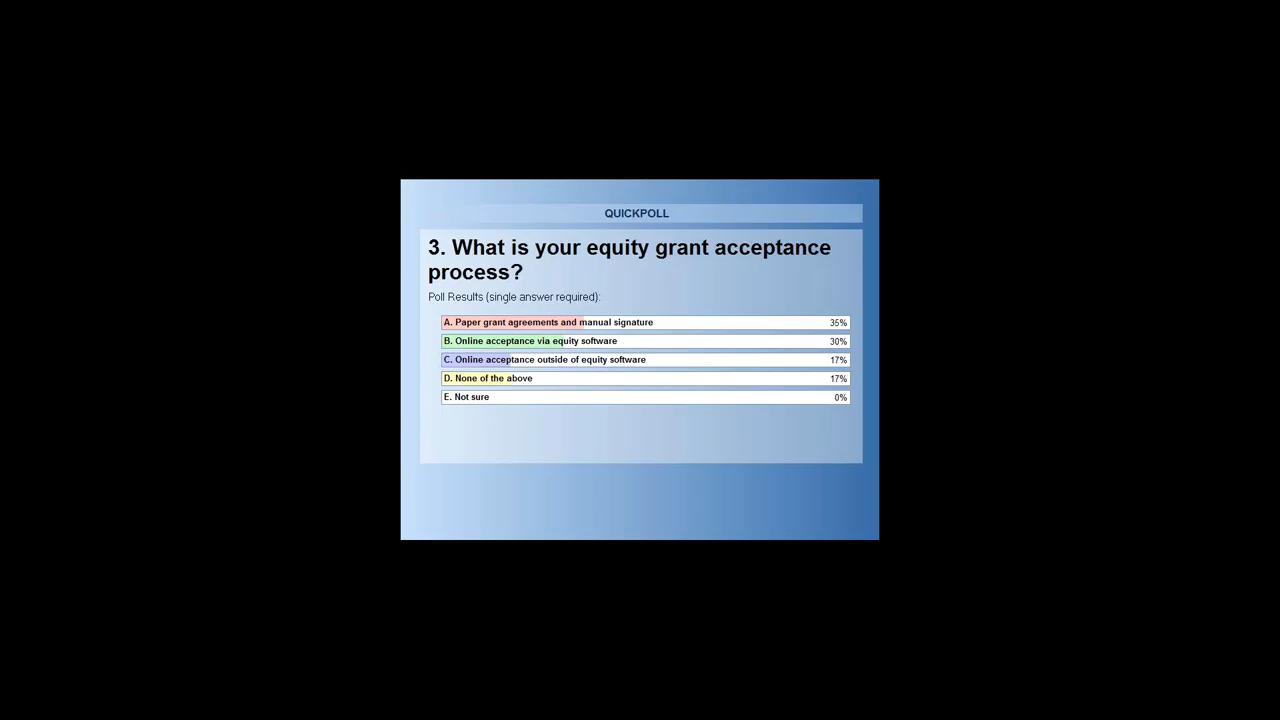 QUICKPOLL
3. What is your equity grant acceptance
process?
Poll Results (single answer required):
A. Paper grant agreements and manual signature 35%
B. Online acceptance via equity software 30%
C. Online acceptance outside of equity software 17%
D. None of the above 17%
E. Not sure 0%